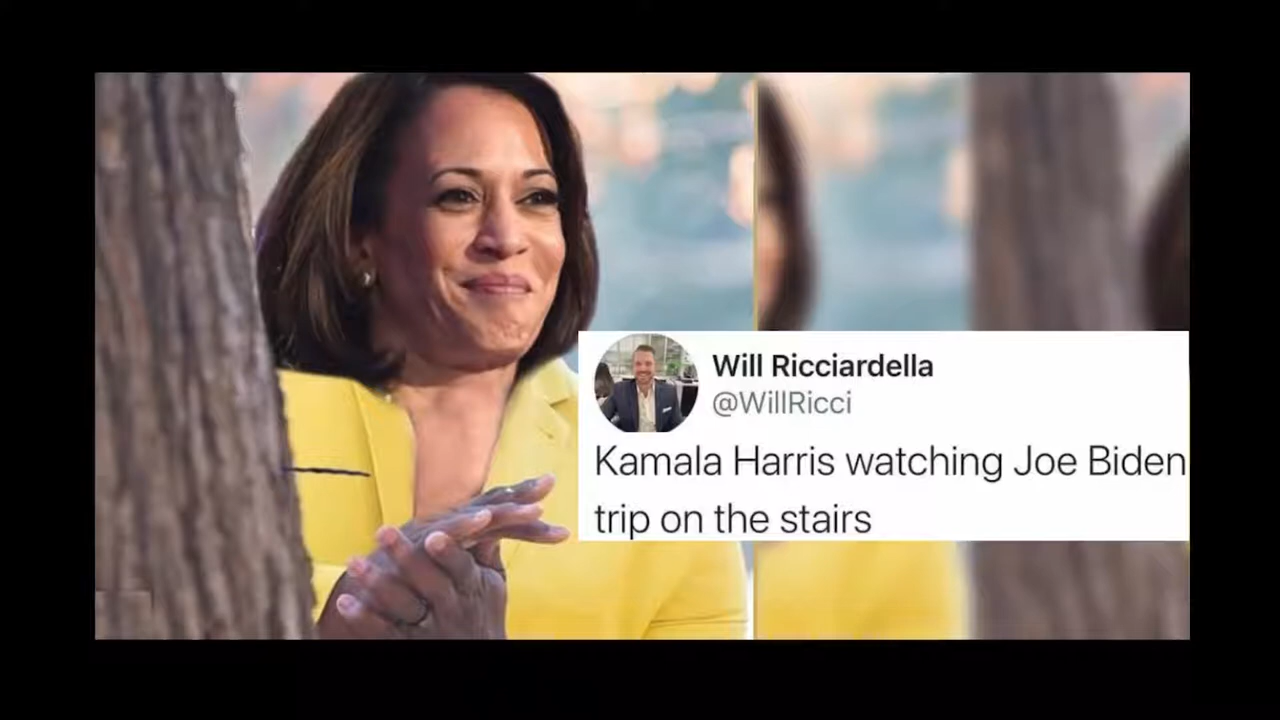 Will Ricciardella
@WillRicci
Kamala Harris watching Joe Biden
trip on the stairs